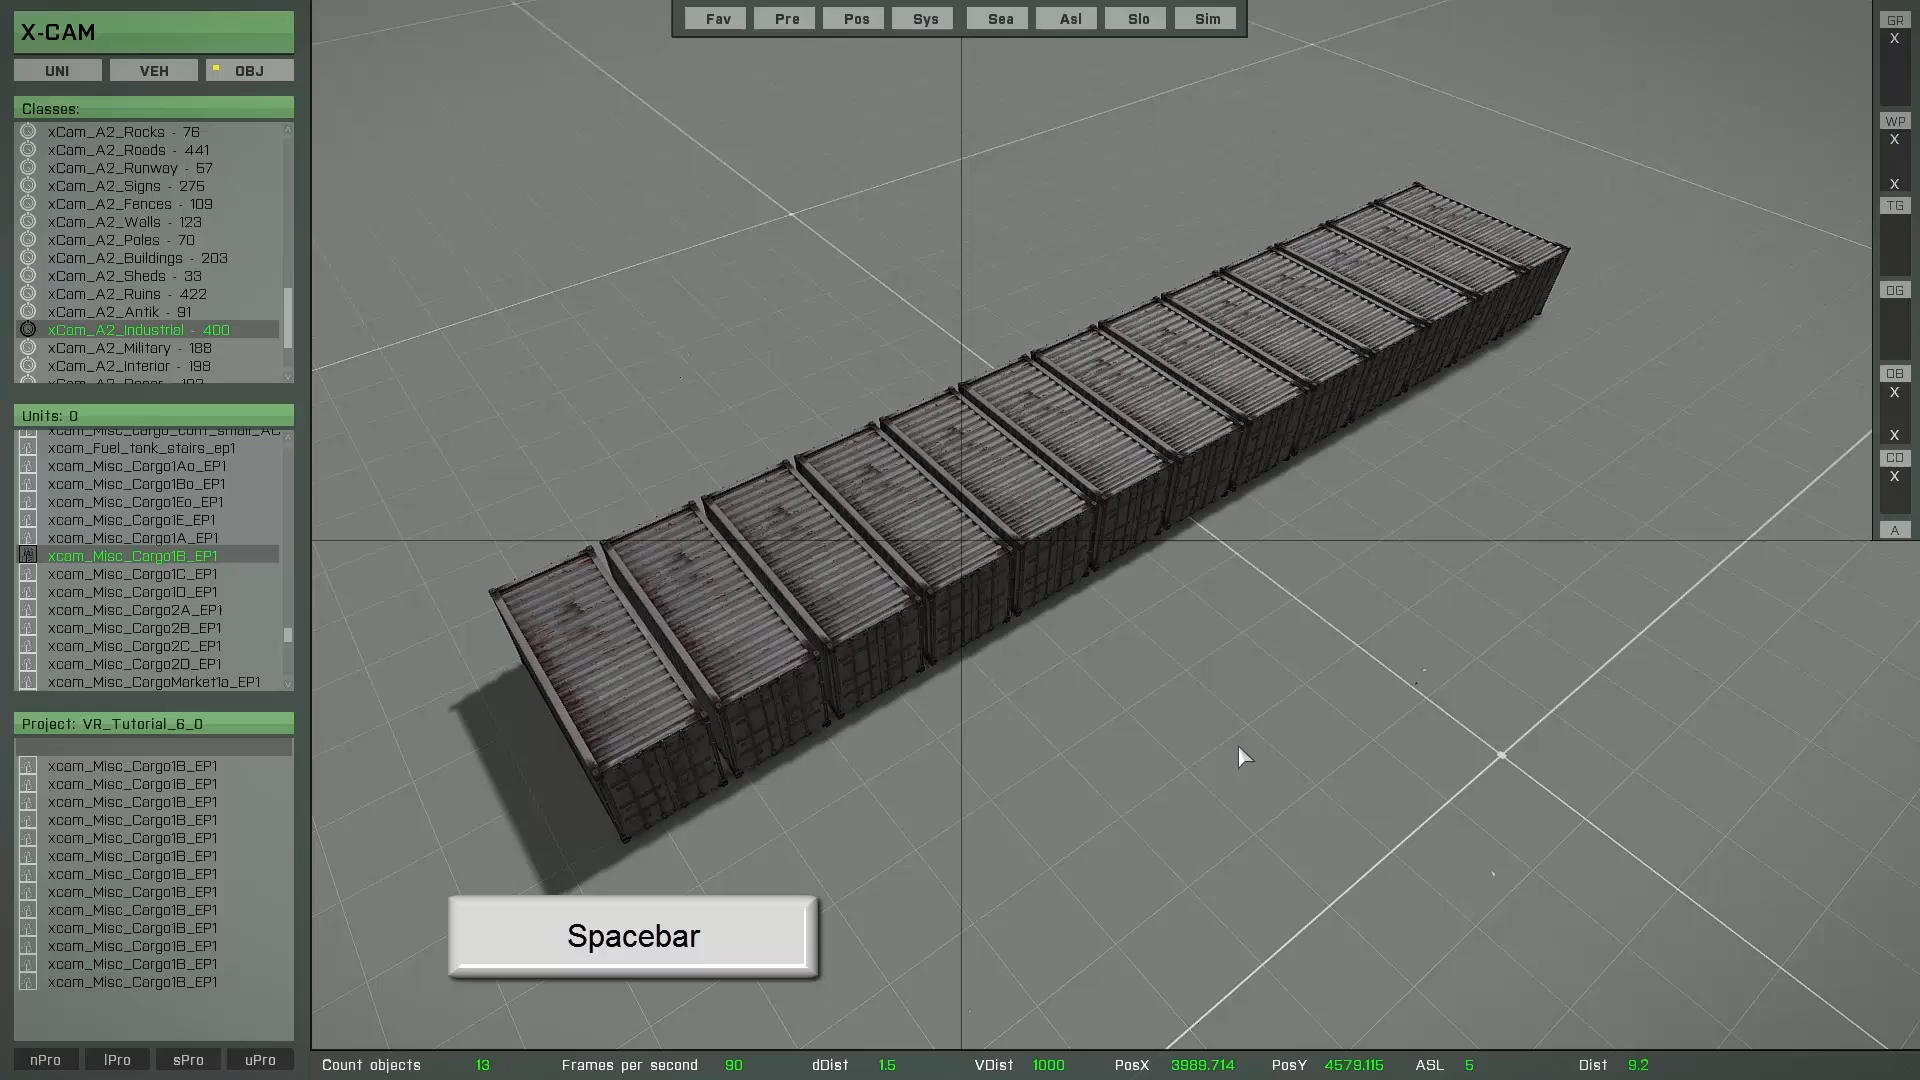 X-CAM
UNI VEH OBJ
Classes:
xCam_A2_Rocks - 76
xCam_A2_Roads - 441
xCam_A2_Runway - 57
xCam_A2_Signs - 275
xCam_A2_Fences - 109
xCam_A2_Walls - 123
xCam_A2_Poles - 70
xCam_A2_Buildings - 203
xCam_A2_Sheds - 33
xCam_A2_Ruins - 422
xCam_A2_Antik - 91
xCam_A2_Industrial - 400
xCam_A2_Military - 188
xCam_A2_Interior - 198
Units: 0
xcam_Misc_Cargo_cont_small_AC
xcam_Fuel_tank_stairs_ep1
xcam_Misc_Cargo1Ao_EP1
xcam_Misc_Cargo1Bo_EP1
xcam_Misc_Cargo1Eo_EP1
xcam_Misc_Cargo1E_EP1
xcam_Misc_Cargo1A_EP1
xcam_Misc_Cargo1B_EP1
xcam_Misc_Cargo1C_EP1
xcam_Misc_Cargo1D_EP1
xcam_Misc_Cargo2A_EP1
xcam_Misc_Cargo2B_EP1
xcam_Misc_Cargo2C_EP1
xcam_Misc_Cargo2D_EP1
xcam_Misc_CargoMarket1a_EP1
Project: VR_Tutorial_6_0
xcam_Misc_Cargo1B_EP1
xcam_Misc_Cargo1B_EP1
xcam_Misc_Cargo1B_EP1
xcam_Misc_Cargo1B_EP1
xcam_Misc_Cargo1B_EP1
xcam_Misc_Cargo1B_EP1
xcam_Misc_Cargo1B_EP1
xcam_Misc_Cargo1B_EP1
xcam_Misc_Cargo1B_EP1
xcam_Misc_Cargo1B_EP1
xcam_Misc_Cargo1B_EP1
xcam_Misc_Cargo1B_EP1
xcam_Misc_Cargo1B_EP1
nPro lPro sPro uPro
Fav Pre Pos Sys Sea Asl Slo Sim
Spacebar
GR
X
WP
X
X
TG
OG
OB
X
X
CO
X
A
Count objects 13 Frames per second 90 dDist 1.5 VDist 1000 PosX 3989.714 PosY 4579.115 ASL 5 Dist 9.2